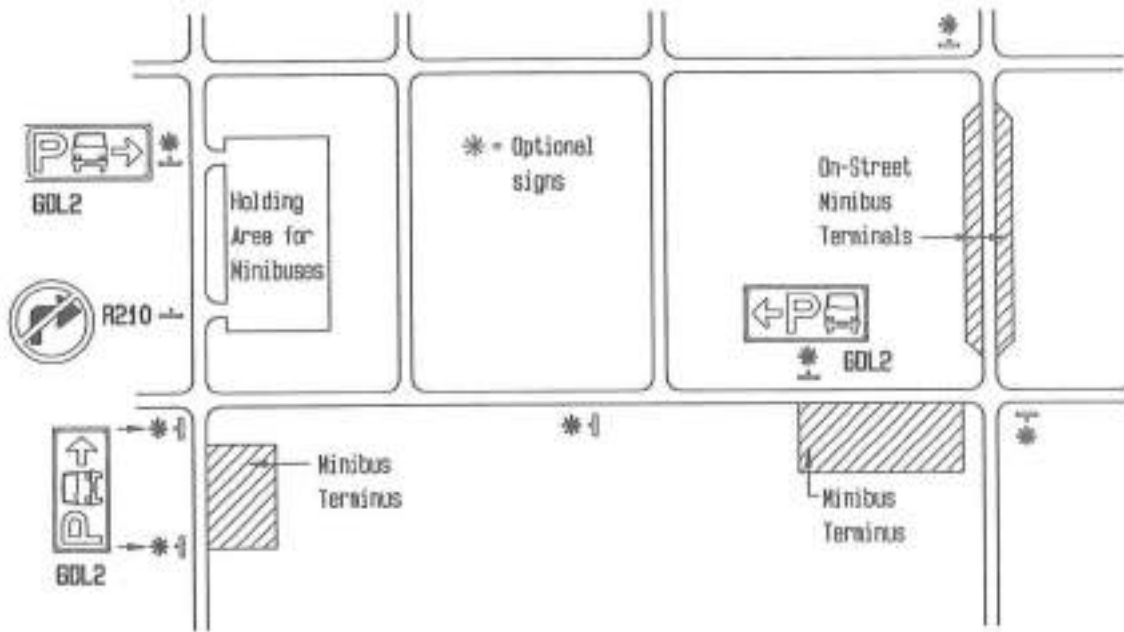 P
GDL2
✱ = Optional
signs
Holding
Area for
Minibuses
On-Street
Minibus
Terminals
R210
P
GDL2
P
GDL2
Minibus
Terminus
Minibus
Terminus